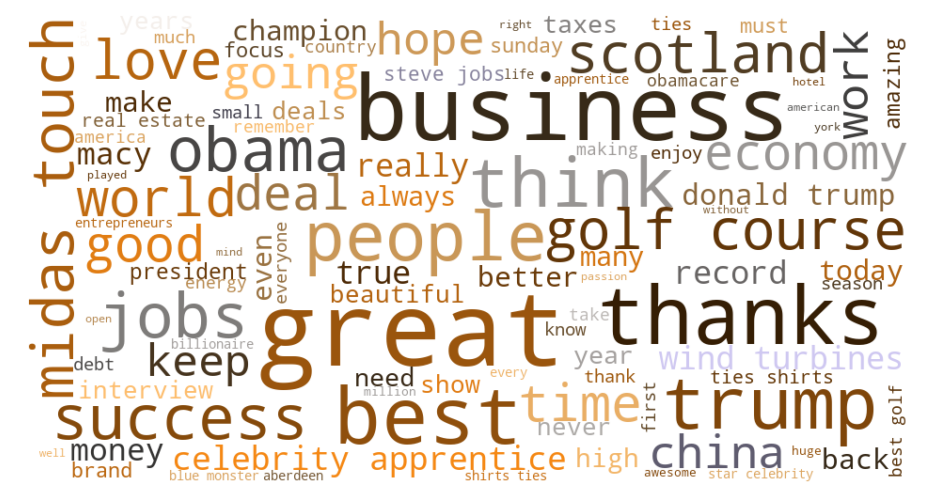 years
champion
hope
taxes
ties
must
much
love
focus
country
right
sunday
scotland
work
amazing
midas touch
going
steve jobs
life
apprentice
obamacare
hotel
make
small
deals
business
american
real estate
remember
york
america
obama
macy
really
think
making
enjoy
economy
played
world
deal
always
donald trump
without
entrepreneurs
good
people
golf course
mind
even
everyone
many
president
true
better
record
today
energy
beautiful
passion
season
jobs
great
thanks
open
take
know
billionaire
keep
debt
year
wind turbines
need
show
every
thank
ties shirts
interview
million
first
best golf
success
best
time
trump
never
money
well
celebrity apprentice
high
china
huge
back
brand
blue monster
aberdeen
shirts ties
awesome
star celebrity